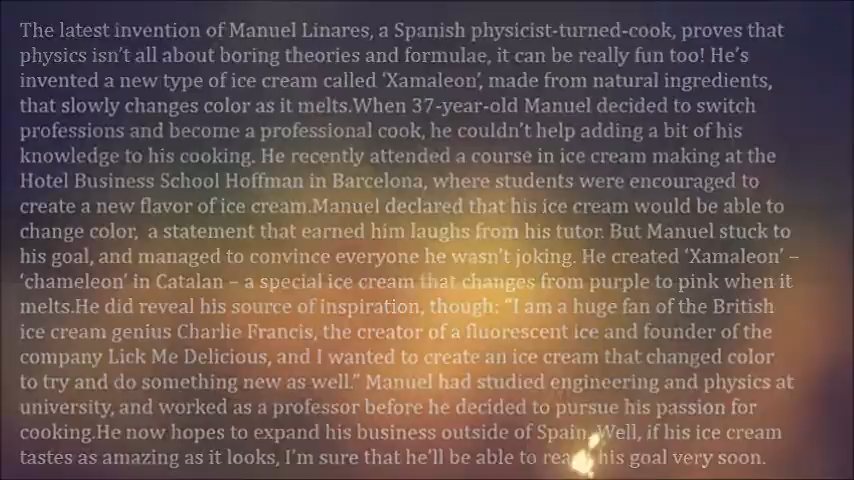 The latest invention of Manuel Linares, a Spanish physicist-turned-cook, proves that
physics isn't all about boring theories and formulae, it can be really fun too! He's
invented a new type of ice cream called ‘Xamaleon’, made from natural ingredients,
that slowly changes color as it melts.When 37-year-old Manuel decided to switch
professions and become a professional cook, he couldn't help adding a bit of his
knowledge to his cooking. He recently attended a course in ice cream making at the
Hotel Business School Hoffman in Barcelona, where students were encouraged to
create a new flavor of ice cream.Manuel declared that his ice cream would be able to
change color,  a statement that earned him laughs from his tutor. But Manuel stuck to
his goal, and managed to convince everyone he wasn't joking. He created ‘Xamaleon’ –
‘chameleon’ in Catalan – a special ice cream that changes from purple to pink when it
melts.He did reveal his source of inspiration, though: “I am a huge fan of the British
ice cream genius Charlie Francis, the creator of a fluorescent ice and founder of the
company Lick Me Delicious, and I wanted to create an ice cream that changed color
to try and do something new as well.” Manuel had studied engineering and physics at
university, and worked as a professor before he decided to pursue his passion for
cooking.He now hopes to expand his business outside of Spain. Well, if his ice cream
tastes as amazing as it looks, I'm sure that he'll be able to reach his goal very soon.